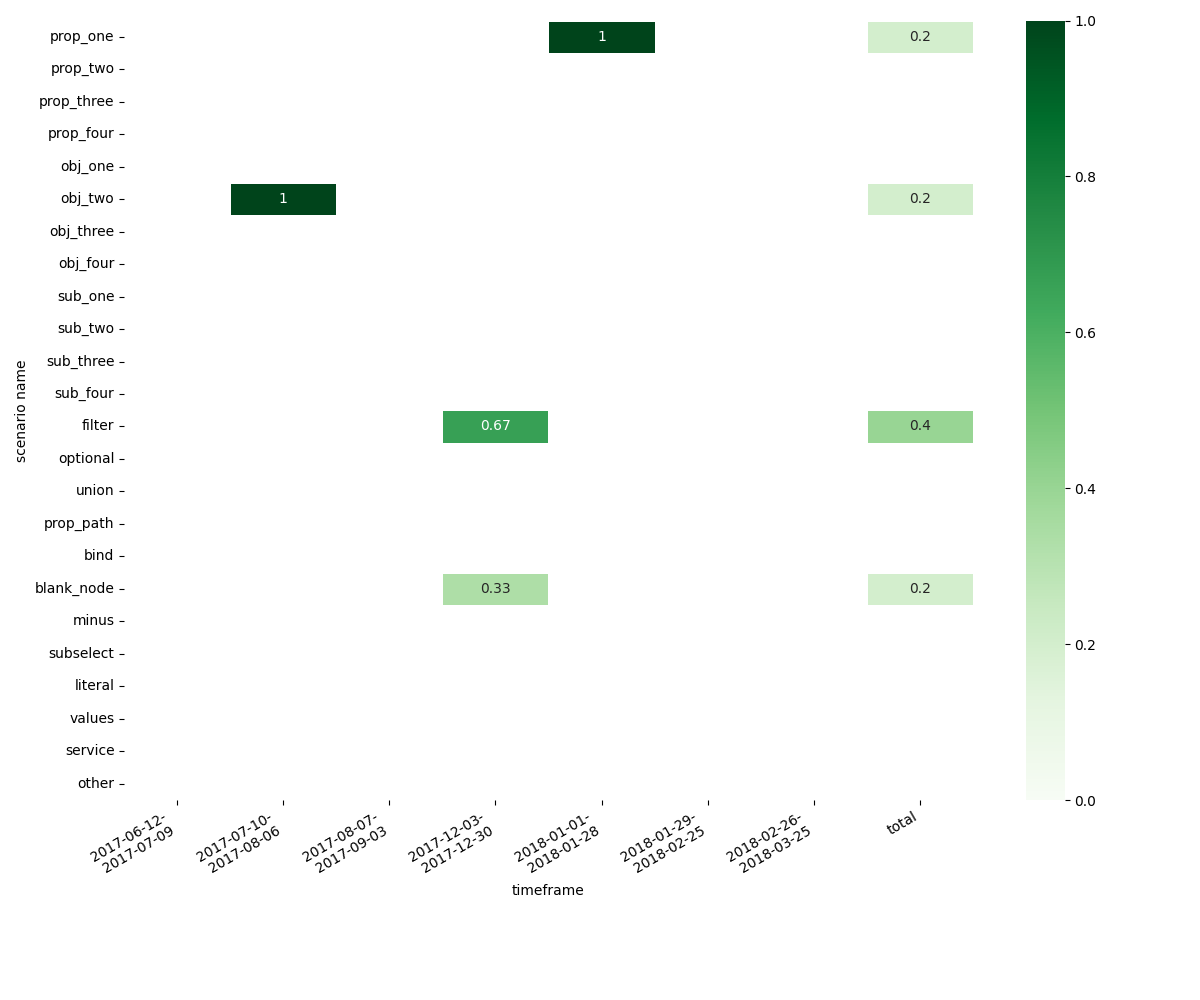 prop_one
1
0.2
prop_two
prop_three
prop_four
obj_one
obj_two
1
0.2
obj_three
obj_four
sub_one
sub_two
sub_three
sub_four
filter
0.67
0.4
optional
union
prop_path
bind
blank_node
0.33
0.2
minus
subselect
literal
values
service
other
scenario name
2017-06-12-
2017-07-09
2017-07-10-
2017-08-06
2017-08-07-
2017-09-03
2017-12-03-
2017-12-30
2018-01-01-
2018-01-28
2018-01-29-
2018-02-25
2018-02-26-
2018-03-25
total
timeframe
1.0
0.8
0.6
0.4
0.2
0.0